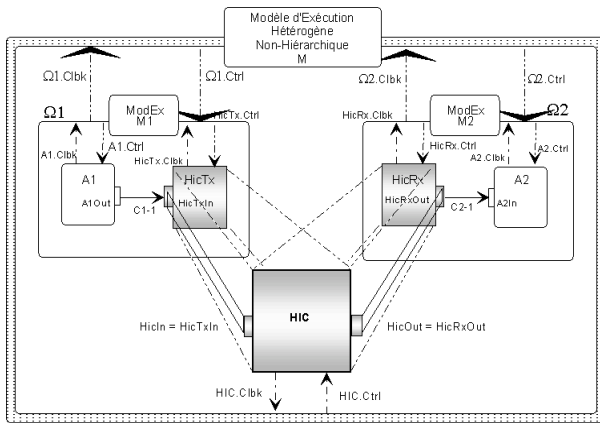 Modèle d'Exécution
Hétérogène
Non-Hiérarchique
M
Ω1.Clbk
Ω1.Ctrl
Ω2.Clbk
Ω2.Ctrl
Ω1
ModEx
M1
HicTx.Ctrl
HicRx.Clbk
ModEx
M2
Ω2
A1.Clbk
A1.Ctrl
HicTx.Clbk
HicRx.Ctrl
A2.Clbk
A2.Ctrl
A1
HicTx
HicRx
A2
A1Out
HicTxIn
HicRxOut
A2In
C1-1
C2-1
HIC
HicIn = HicTxIn
HicOut = HicRxOut
HIC.Clbk
HIC.Ctrl